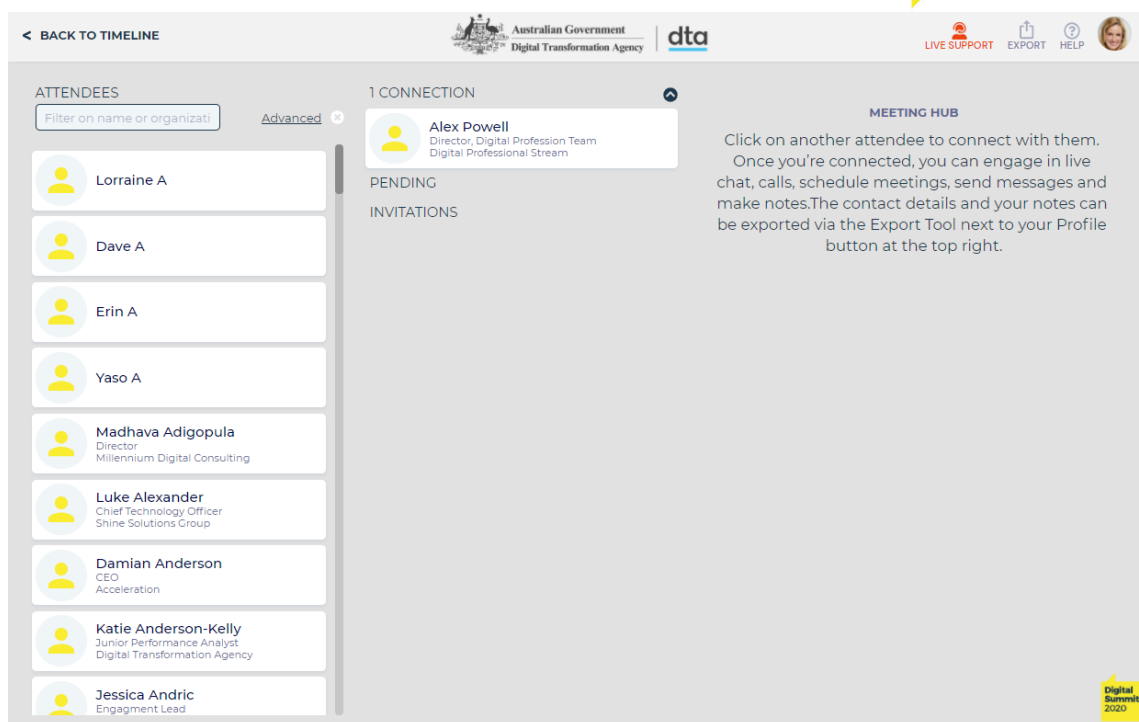 < BACK TO TIMELINE
Australian Government
Digital Transformation Agency
dta
LIVE SUPPORT
EXPORT
HELP
ATTENDEES
Filter on name or organizati
Advanced
Lorraine A
Dave A
Erin A
Yaso A
Madhava Adigopula
Director
Millennium Digital Consulting
Luke Alexander
Chief Technology Officer
Shine Solutions Group
Damian Anderson
CEO
Acceleration
Katie Anderson-Kelly
Junior Performance Analyst
Digital Transformation Agency
Jessica Andric
Engagment Lead
1 CONNECTION
Alex Powell
Director, Digital Profession Team
Digital Professional Stream
PENDING
INVITATIONS
MEETING HUB
Click on another attendee to connect with them.
Once you're connected, you can engage in live
chat, calls, schedule meetings, send messages and
make notes.The contact details and your notes can
be exported via the Export Tool next to your Profile
button at the top right.
Digital
Summit
2020